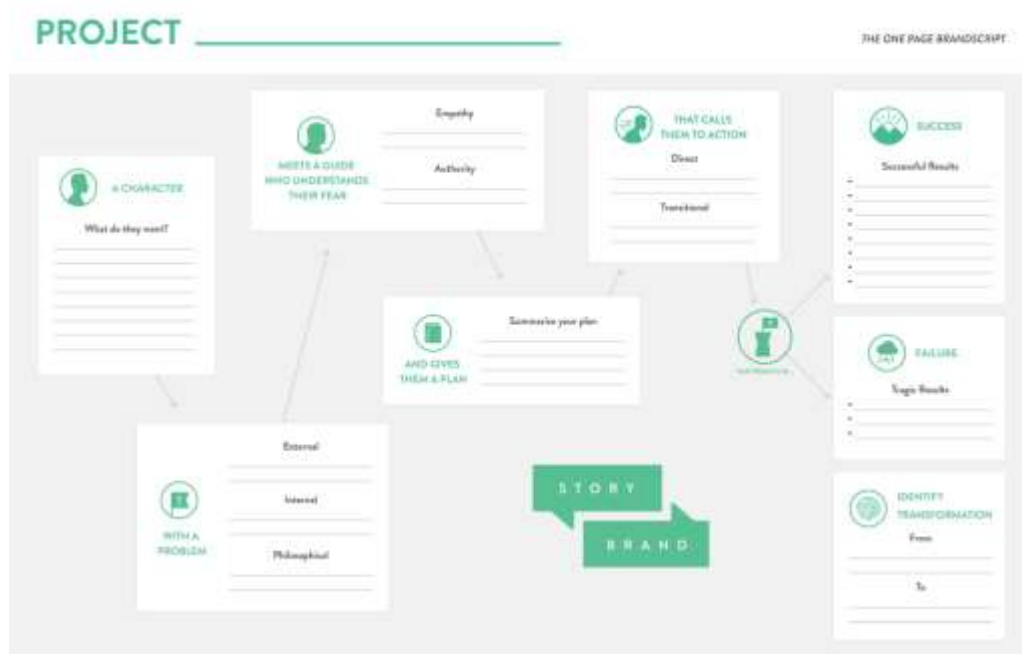 PROJECT
THE ONE PAGE BRANDSCRIPT
A CHARACTER
What do they want?
WITH A
PROBLEM
External
Internal
Philosophical
MEETS A GUIDE
WHO UNDERSTANDS
THEIR FEAR
Empathy
Authority
AND GIVES
THEM A PLAN
Summarize your plan
THAT CALLS
THEM TO ACTION
Direct
Transitional
SUCCESS
Successful Results
FAILURE
Tragic Results
IDENTIFY
TRANSFORMATION
From
To
STORY
BRAND